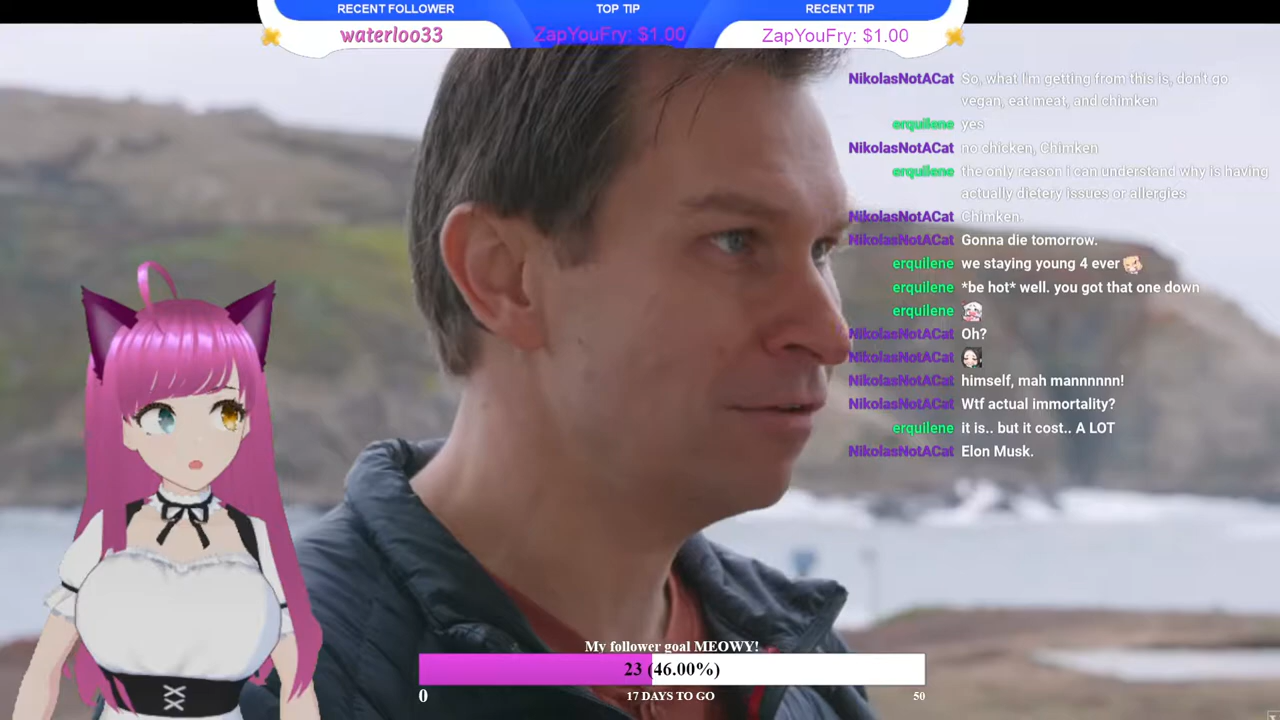 RECENT FOLLOWER
TOP TIP
RECENT TIP
waterloo33
ZapYouFry: $1.00
ZapYouFry: $1.00
NikolasNotACat So, what I'm getting from this is, don't go
vegan, eat meat, and chimken
erquilene yes
NikolasNotACat no chicken, Chimken
erquilene the only reason I can understand why is having
actually dietery issues or allergies
NikolasNotACat Chimken.
NikolasNotACat Gonna die tomorrow.
erquilene we staying young 4 ever
erquilene *be hot* well. you got that one down
erquilene
NikolasNotACat Oh?
NikolasNotACat
NikolasNotACat himself, mah mannnnnn!
NikolasNotACat Wtf actual immortality?
erquilene it is.. but it cost.. A LOT
NikolasNotACat Elon Musk.
My follower goal MEOWY!
23 (46.00%)
0
17 DAYS TO GO
50